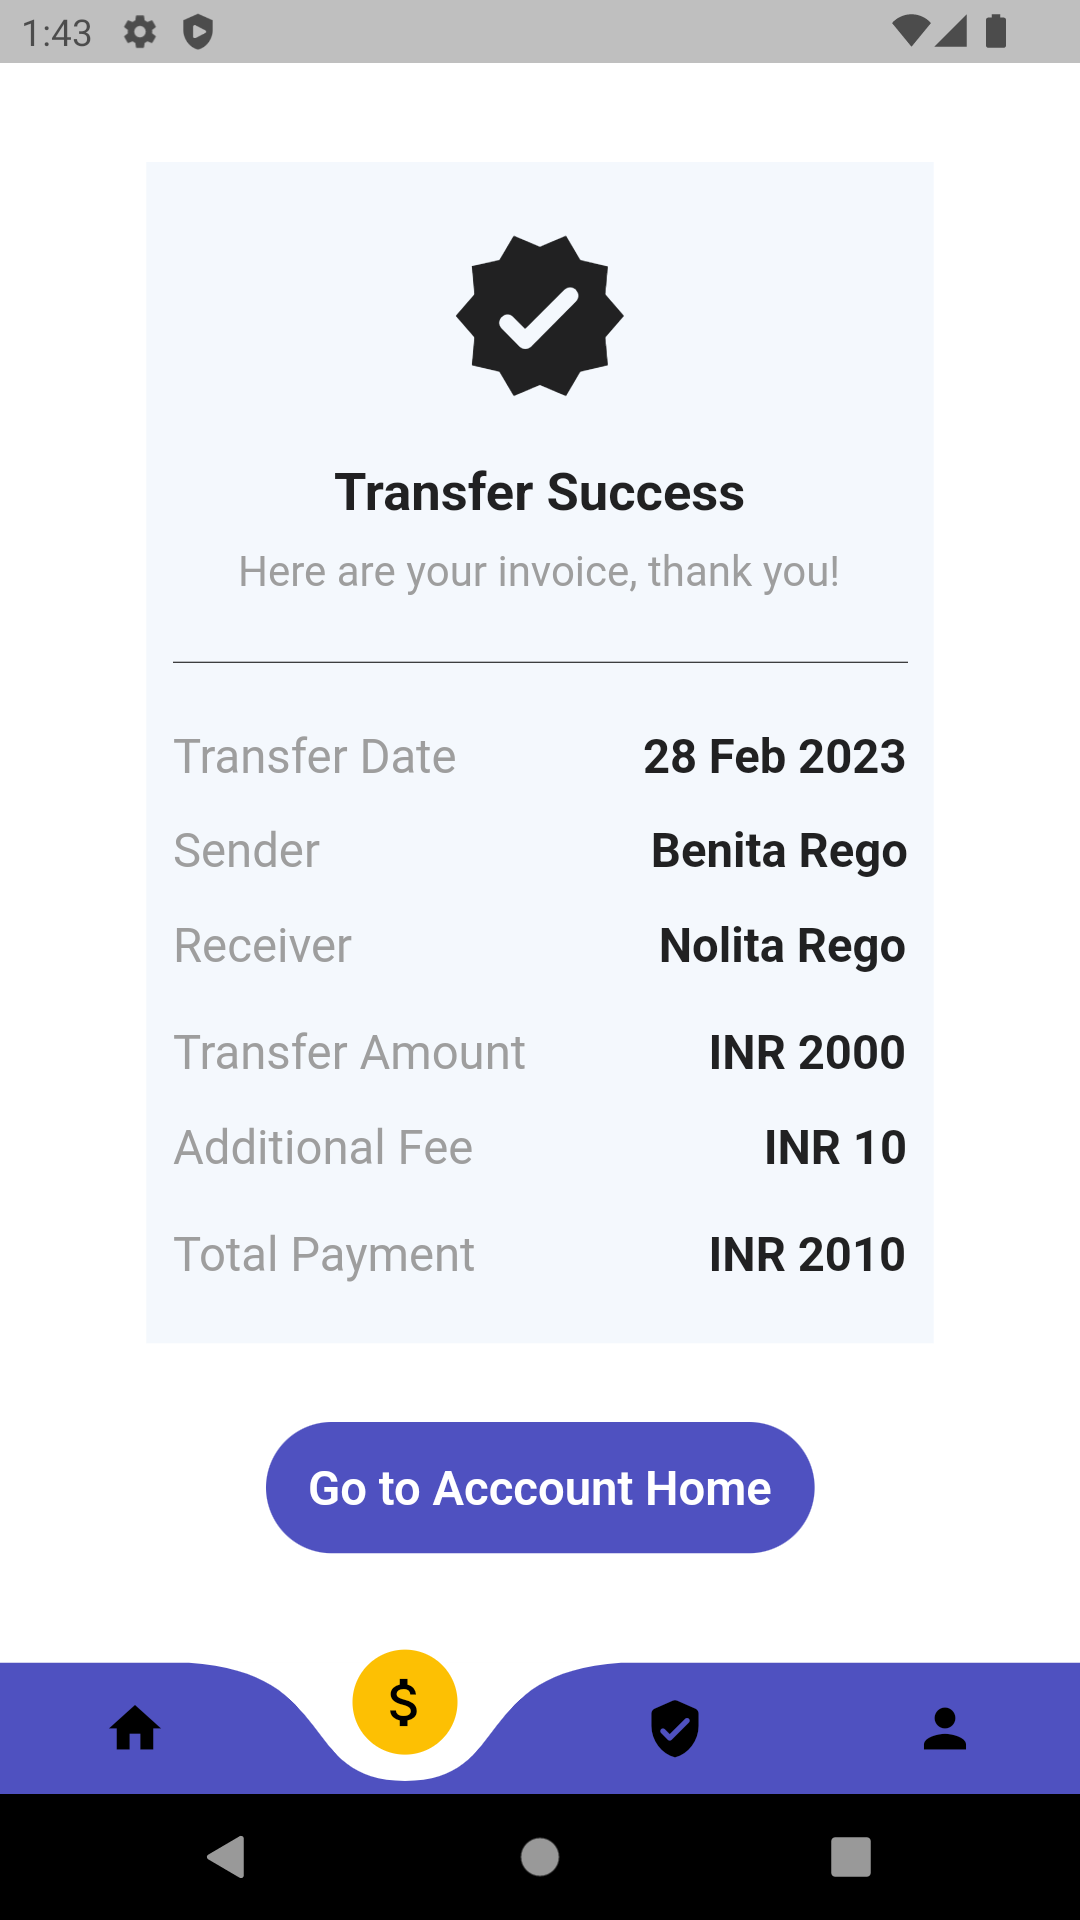 1:43
Transfer Success
Here are your invoice, thank you!
Transfer Date 28 Feb 2023
Sender Benita Rego
Receiver Nolita Rego
Transfer Amount INR 2000
Additional Fee INR 10
Total Payment INR 2010
Go to Acccount Home
$